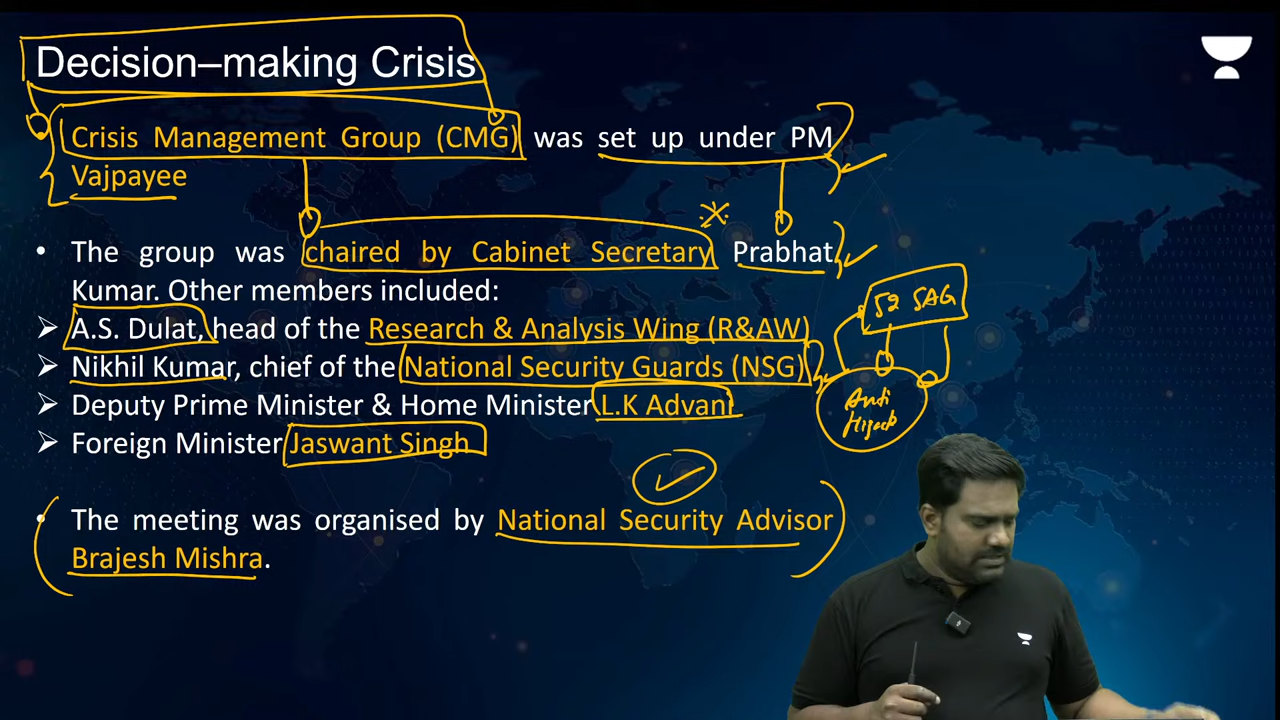 Decision–making Crisis
Crisis Management Group (CMG) was set up under PM
Vajpayee
• The group was chaired by Cabinet Secretary Prabhat
Kumar. Other members included:
➢ A.S. Dulat, head of the Research & Analysis Wing (R&AW)
➢ Nikhil Kumar, chief of the National Security Guards (NSG)
➢ Deputy Prime Minister & Home Minister L.K Advani
➢ Foreign Minister Jaswant Singh
• The meeting was organised by National Security Advisor
Brajesh Mishra.
52 SAG
Anti
Hijack